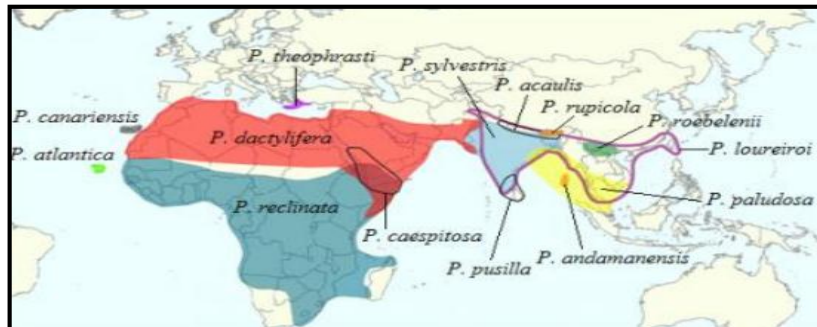 P. theophrasti
P. sylvestris
P. acaulis
P. rupicola
P. canariensis
P. roebelenii
P. dactylifera
P. atlantica
P. loureiroi
P. reclinata
P. paludosa
P. caespitosa
P. andamanensis
P. pusilla